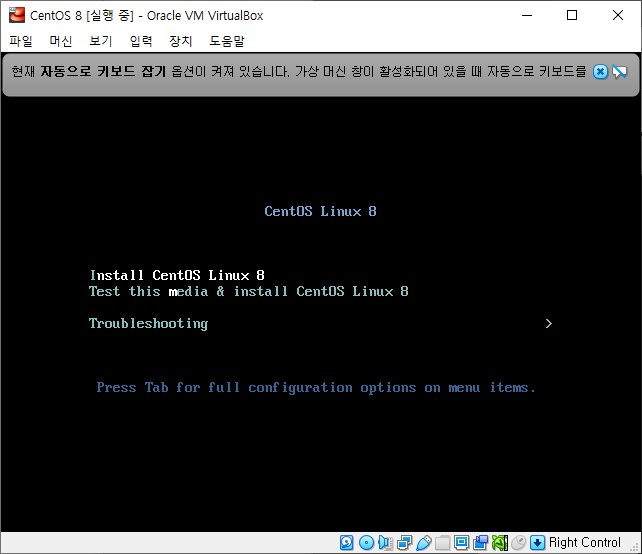 CentOS 8 [실행 중] - Oracle VM VirtualBox
파일 머신 보기 입력 장치 도움말
현재 자동으로 키보드 잡기 옵션이 켜져 있습니다. 가상 머신 창이 활성화되어 있을 때 자동으로 키보드를
CentOS Linux 8
Install CentOS Linux 8
Test this media & install CentOS Linux 8
Troubleshooting >
Press Tab for full configuration options on menu items.
Right Control